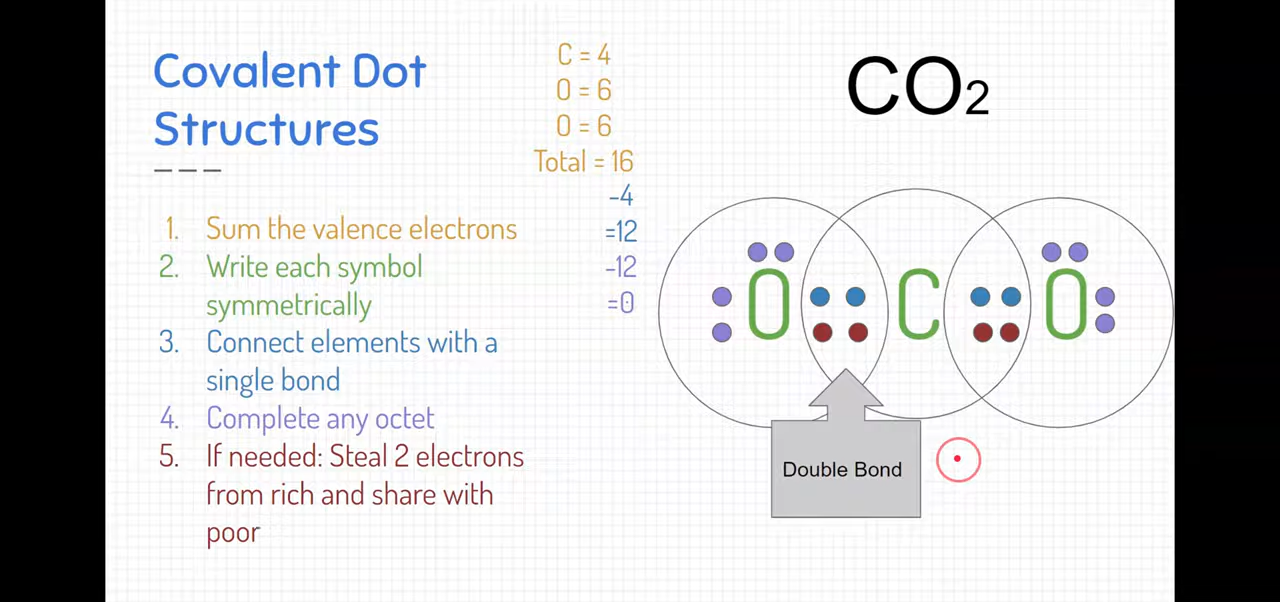 Covalent Dot
Structures
C = 4
O = 6
O = 6
Total = 16
-4
=12
-12
=0
1. Sum the valence electrons
2. Write each symbol
symmetrically
3. Connect elements with a
single bond
4. Complete any octet
5. If needed: Steal 2 electrons
from rich and share with
poor
CO₂
O C O
Double Bond